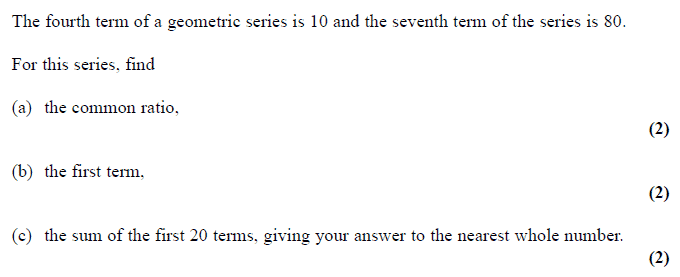 The fourth term of a geometric series is 10 and the seventh term of the series is 80.
For this series, find
(a) the common ratio,
(2)
(b) the first term,
(2)
(c) the sum of the first 20 terms, giving your answer to the nearest whole number.
(2)